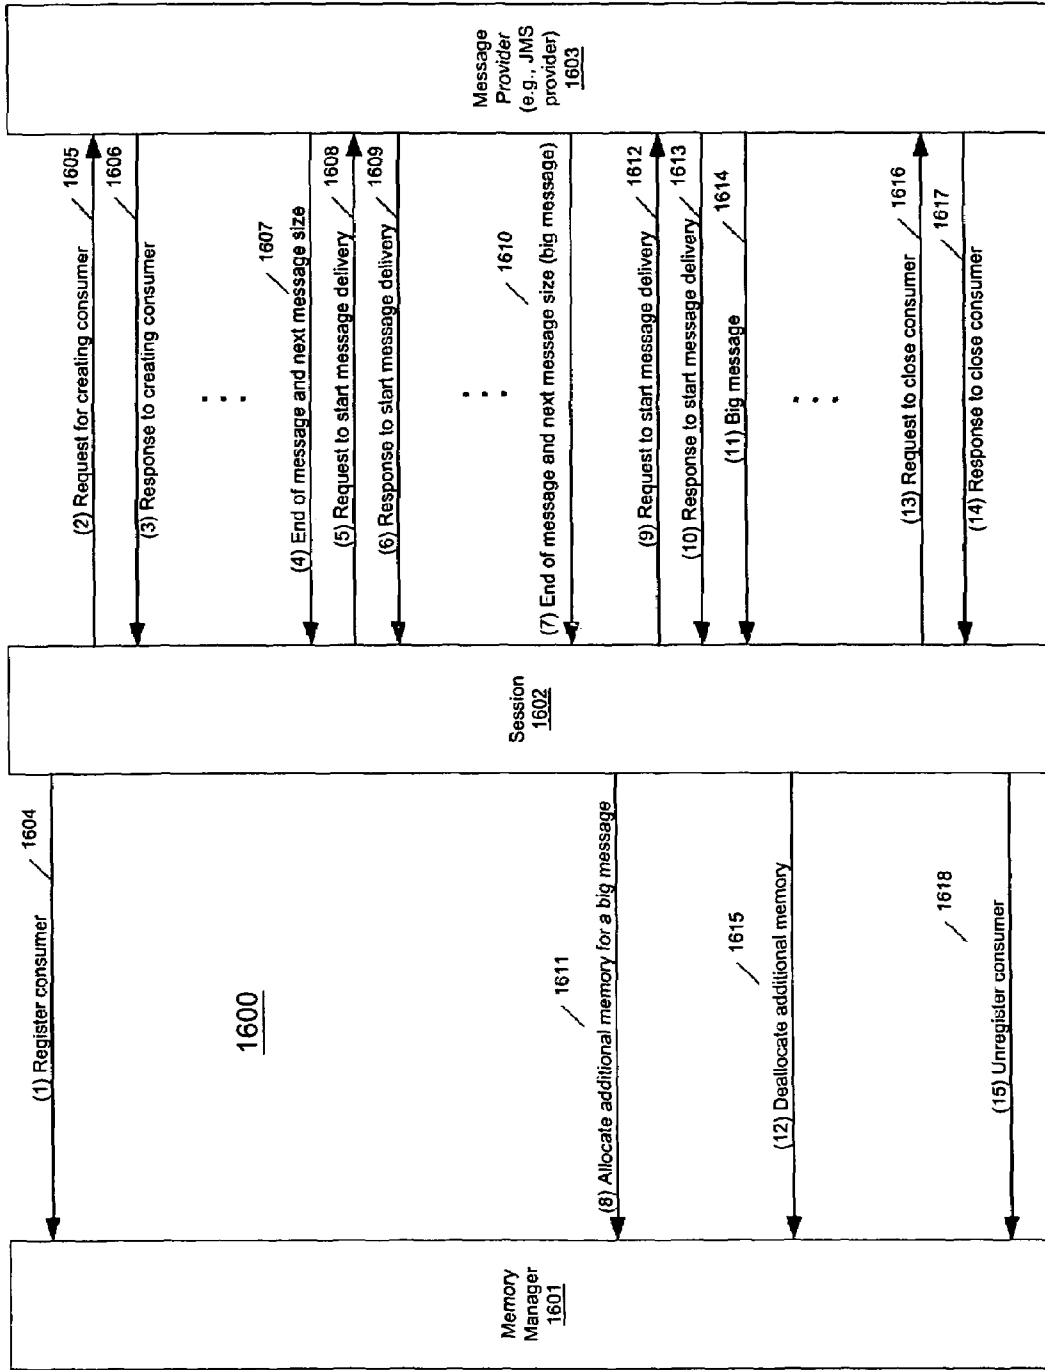 Memory
Manager
1601
Session
1602
Message
Provider
(e.g., JMS
provider)
1603
(1) Register consumer
1604
(2) Request for creating consumer
1605
(3) Response to creating consumer
1606
1600
. . .
(4) End of message and next message size
1607
(5) Request to start message delivery
1608
(6) Response to start message delivery
1609
. . .
(7) End of message and next message size (big message)
1610
(8) Allocate additional memory for a big message
1611
(9) Request to start message delivery
1612
(10) Response to start message delivery
1613
(11) Big message
1614
(12) Deallocate additional memory
1615
. . .
(13) Request to close consumer
1616
(14) Response to close consumer
1617
(15) Unregister consumer
1618